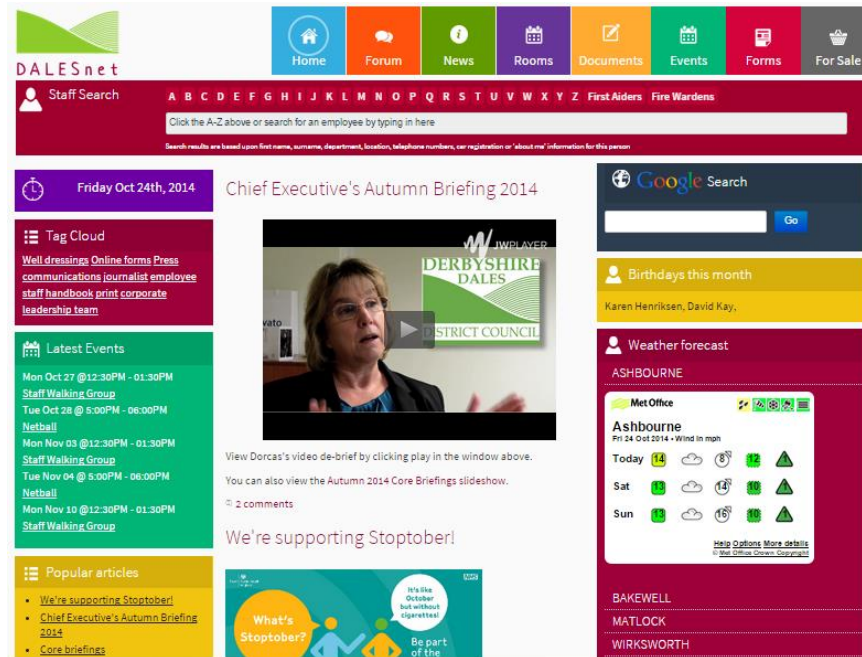 DALESnet
Home
Forum
News
Rooms
Documents
Events
Forms
For Sale
Staff Search
A B C D E F G H I J K L M N O P Q R S T U V W X Y Z First Aiders Fire Wardens
Click the A-Z above or search for an employee by typing in here
Search results are based upon first name, surname, department, location, telephone numbers, car registration or 'about me' information for this person
Friday Oct 24th, 2014
Tag Cloud
Well dressings Online forms Press
communications journalist employee
staff handbook print corporate
leadership team
Latest Events
Mon Oct 27 @12:30PM - 01:30PM
Staff Walking Group
Tue Oct 28 @ 5:00PM - 06:00PM
Netball
Mon Nov 03 @12:30PM - 01:30PM
Staff Walking Group
Tue Nov 04 @ 5:00PM - 06:00PM
Netball
Mon Nov 10 @12:30PM - 01:30PM
Staff Walking Group
Popular articles
We're supporting Stoptober!
Chief Executive's Autumn Briefing
2014
Core briefings
Chief Executive's Autumn Briefing 2014
JWPLAYER
DERBYSHIRE
DALES
DISTRICT COUNCIL
vato
View Dorcas's video de-brief by clicking play in the window above.
You can also view the Autumn 2014 Core Briefings slideshow.
2 comments
We're supporting Stoptober!
What's
Stoptober?
It's like
October
but without
cigarettes!
Be part
of the
Google Search
Go
Birthdays this month
Karen Henriksen, David Kay,
Weather forecast
ASHBOURNE
Met Office
Ashbourne
Fri 24 Oct 2014 • Wind in mph
Today 14 8 12
Sat 13 14 10
Sun 13 16 10
Help Options More details
© Met Office Crown Copyright
BAKEWELL
MATLOCK
WIRKSWORTH